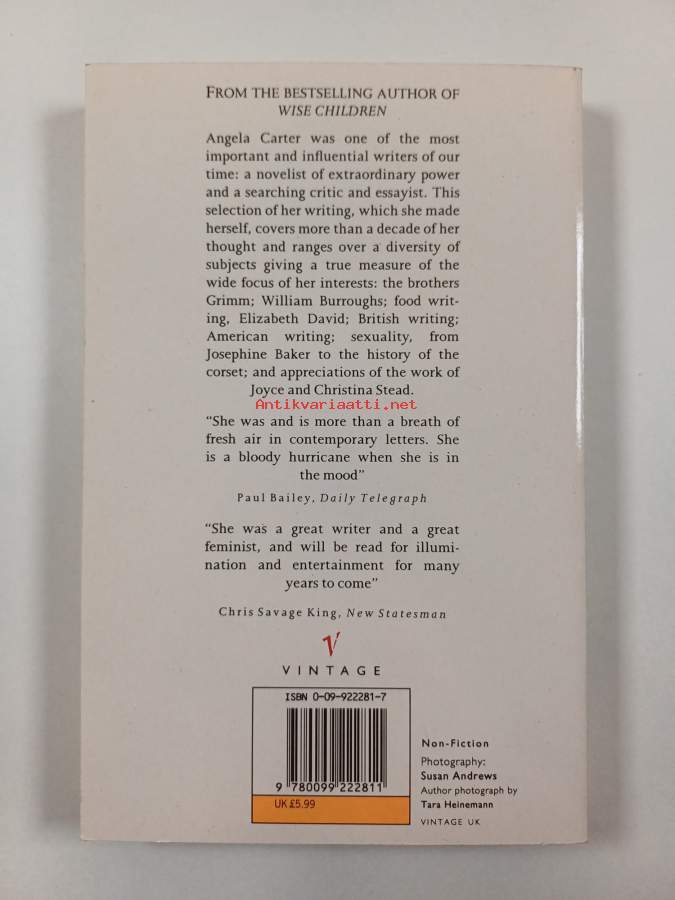 FROM THE BESTSELLING AUTHOR OF
WISE CHILDREN
Angela Carter was one of the most
important and influential writers of our
time: a novelist of extraordinary power
and a searching critic and essayist. This
selection of her writing, which she made
herself, covers more than a decade of her
thought and ranges over a diversity of
subjects giving a true measure of the
wide focus of her interests: the brothers
Grimm; William Burroughs; food writ-
ing, Elizabeth David; British writing;
American writing; sexuality, from
Josephine Baker to the history of the
corset; and appreciations of the work of
Joyce and Christina Stead.
Antikvariaatti.net
“She was and is more than a breath of
fresh air in contemporary letters. She
is a bloody hurricane when she is in
the mood”
Paul Bailey, Daily Telegraph
“She was a great writer and a great
feminist, and will be read for illumi-
nation and entertainment for many
years to come”
Chris Savage King, New Statesman
V
VINTAGE
ISBN 0-09-922281-7
9 780099 222811
UK £5.99
Non-Fiction
Photography:
Susan Andrews
Author photograph by
Tara Heinemann
VINTAGE UK